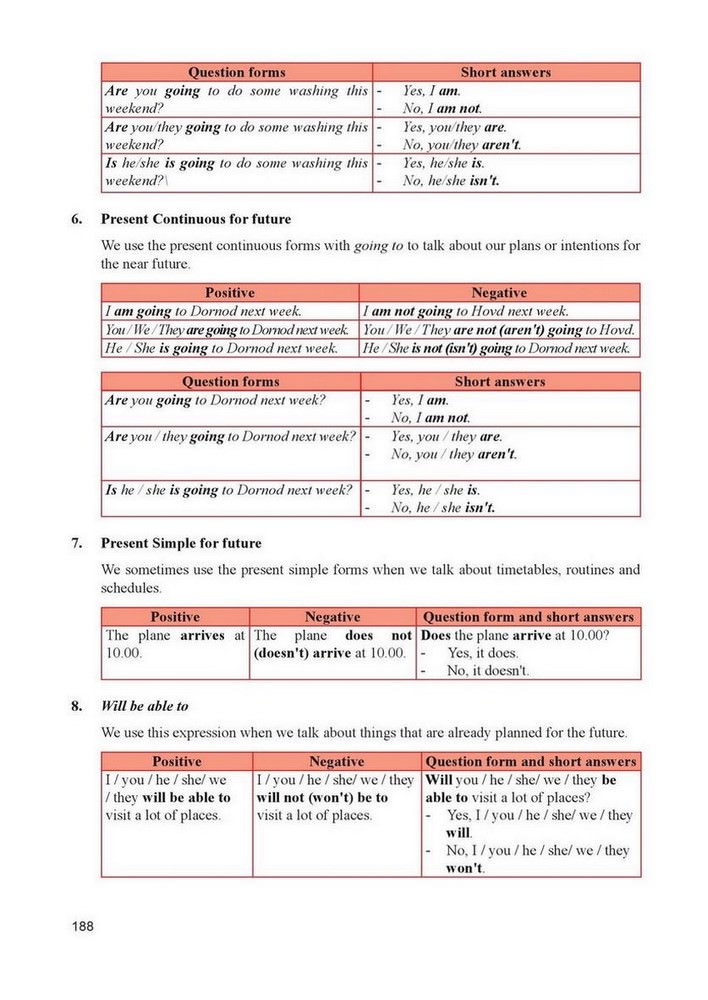 Question forms Short answers
Are you going to do some washing this - Yes, I am.
weekend? - No, I am not.
Are you/they going to do some washing this - Yes, you/they are.
weekend? - No, you/they aren't.
Is he/she is going to do some washing this - Yes, he/she is.
weekend?\ - No, he/she isn't.
6. Present Continuous for future
We use the present continuous forms with going to to talk about our plans or intentions for
the near future.
Positive Negative
I am going to Dornod next week. I am not going to Hovd next week.
You / We / They are going to Dornod next week. You / We / They are not (aren't) going to Hovd.
He / She is going to Dornod next week. He / She is not (isn't) going to Dornod next week.
Question forms Short answers
Are you going to Dornod next week? - Yes, I am.
- No, I am not.
Are you / they going to Dornod next week? - Yes, you / they are.
- No, you / they aren't.
Is he / she is going to Dornod next week? - Yes, he / she is.
- No, he / she isn't.
7. Present Simple for future
We sometimes use the present simple forms when we talk about timetables, routines and
schedules.
Positive Negative Question form and short answers
The plane arrives at The plane does not Does the plane arrive at 10.00?
10.00. (doesn't) arrive at 10.00. - Yes, it does.
- No, it doesn't.
8. Will be able to
We use this expression when we talk about things that are already planned for the future.
Positive Negative Question form and short answers
I / you / he / she/ we I / you / he / she/ we / they Will you / he / she/ we / they be
/ they will be able to will not (won't) be to able to visit a lot of places?
visit a lot of places. visit a lot of places. - Yes, I / you / he / she/ we / they
will.
- No, I / you / he / she/ we / they
won't.
188